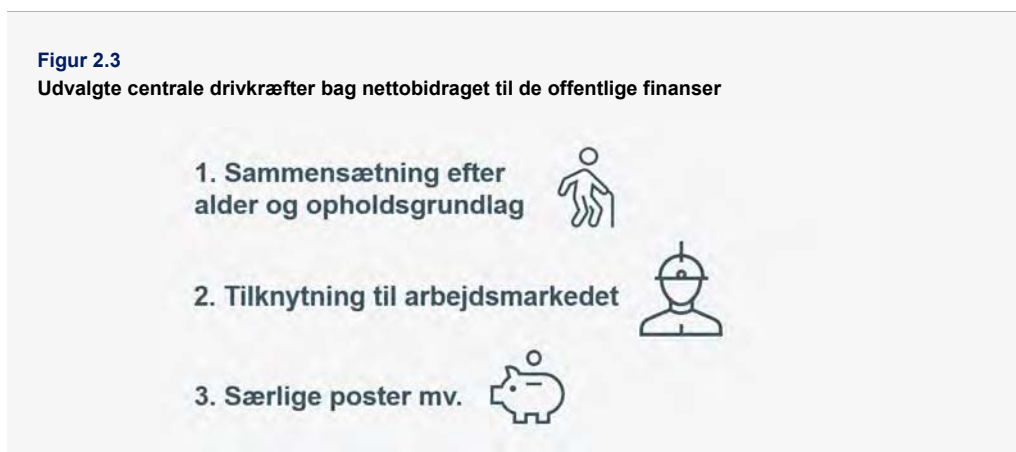 Figur 2.3
Udvalgte centrale drivkræfter bag nettobidraget til de offentlige finanser
1. Sammensætning efter
alder og opholdsgrundlag
2. Tilknytning til arbejdsmarkedet
3. Særlige poster mv.